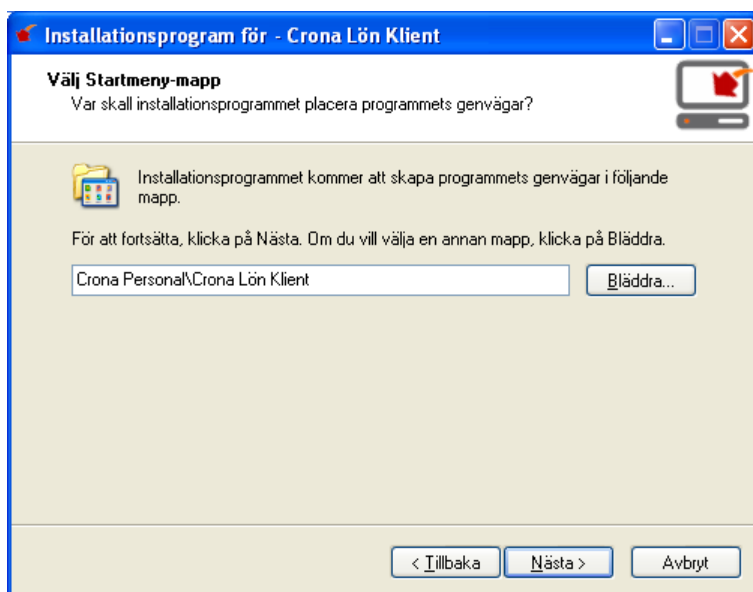 Installationsprogram för - Crona Lön Klient
Välj Startmeny-mapp
Var skall installationsprogrammet placera programmets genvägar?
Installationsprogrammet kommer att skapa programmets genvägar i följande
mapp.
För att fortsätta, klicka på Nästa. Om du vill välja en annan mapp, klicka på Bläddra.
Crona Personal\Crona Lön Klient
Bläddra...
< Tillbaka
Nästa >
Avbryt